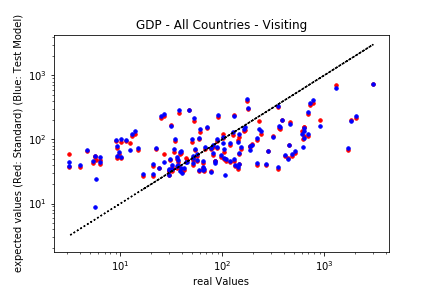 GDP - All Countries - Visiting
expected values (Red: Standard) (Blue: Test Model)
10³
10²
10¹
10¹
10²
10³
real Values